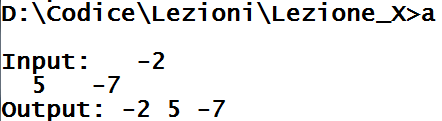 D:\Codice\Lezioni\Lezione_X>a
Input:   -2
  5   -7
Output: -2 5 -7